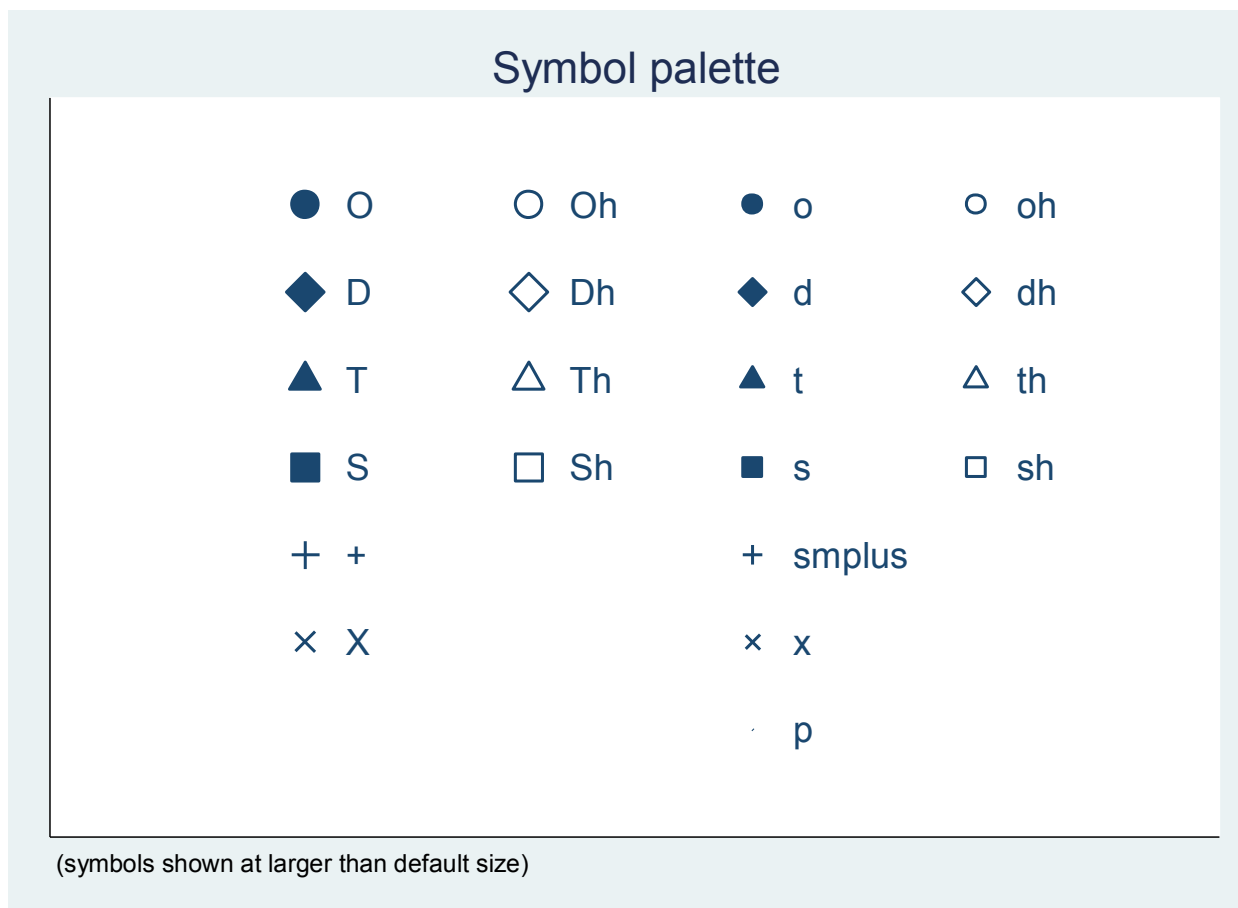 Symbol palette
O Oh o oh
D Dh d dh
T Th t th
S Sh s sh
+ smplus
X x
p
(symbols shown at larger than default size)